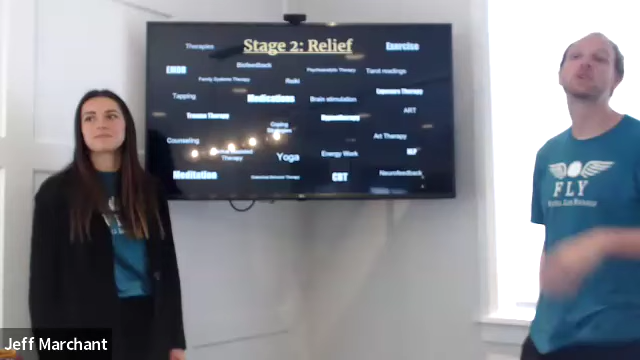 Stage 2: Relief
Therapies
Exercise
Biofeedback
EMDR
Psychoanalytic Therapy
Tarot readings
Family Systems Therapy
Reiki
Exposure Therapy
Tapping
Medications
Brain stimulation
ART
Trauma Therapy
Hypnotherapy
Coping
Strategies
Art Therapy
Counseling
Therapy
Yoga
Energy Work
NLP
Meditation
CBT
Neurofeedback
FLY
Jeff Marchant